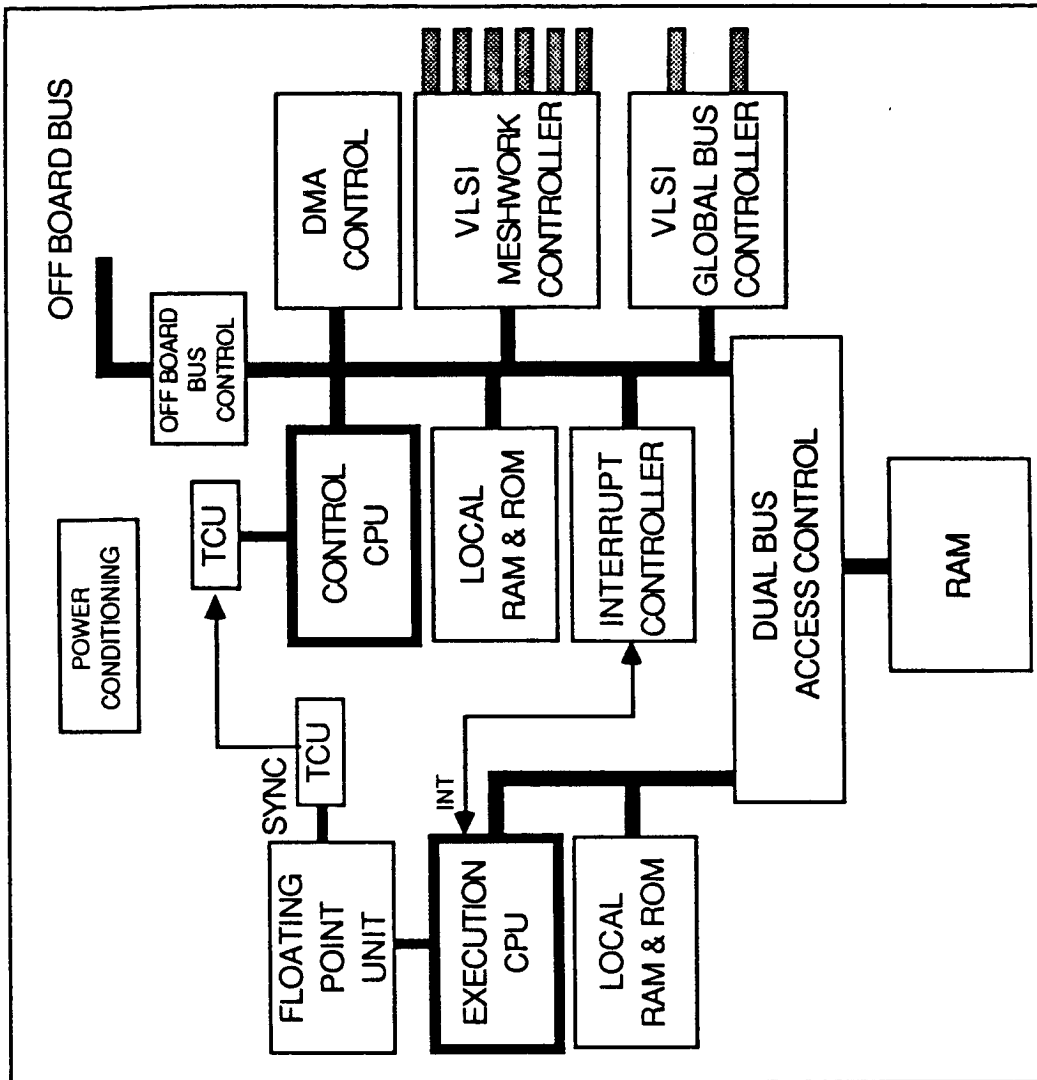 OFF BOARD BUS
POWER
CONDITIONING
TCU
OFF BOARD
BUS
CONTROL
SYNC
FLOATING
POINT
UNIT
TCU
CONTROL
CPU
DMA
CONTROL
INT
EXECUTION
CPU
LOCAL
RAM & ROM
VLSI
MESHWORK
CONTROLLER
LOCAL
RAM & ROM
INTERRUPT
CONTROLLER
VLSI
GLOBAL BUS
CONTROLLER
DUAL BUS
ACCESS CONTROL
RAM